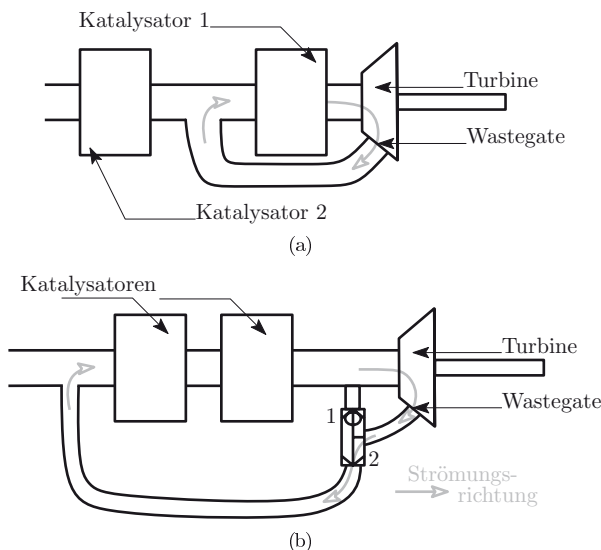 Katalysator 1
Turbine
Wastegate
Katalysator 2
(a)
Katalysatoren
Turbine
Wastegate
1
2
Strömungs-
richtung
(b)